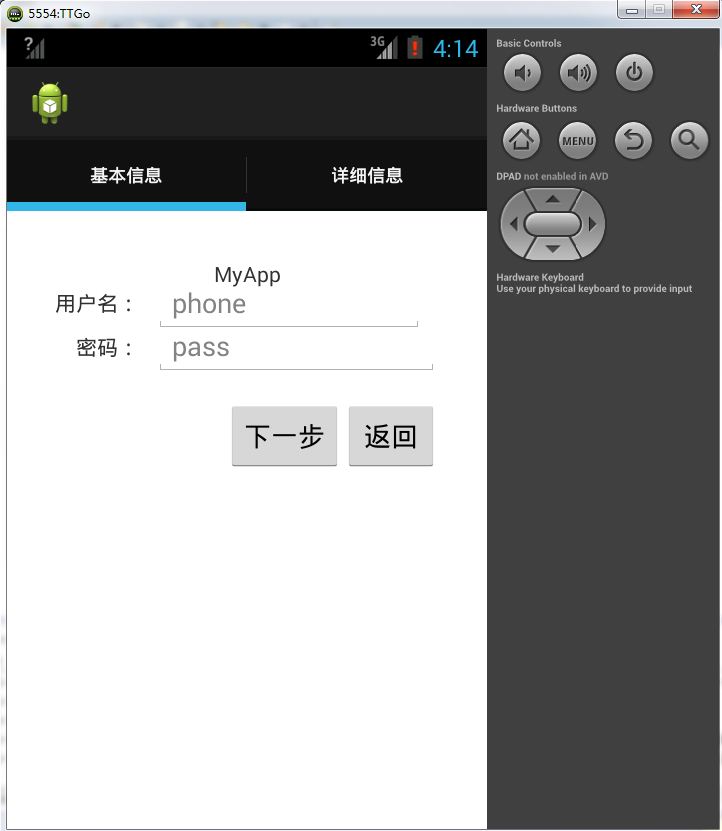 5554:TTGo
?
3G
4:14
基本信息
详细信息
MyApp
用户名：
phone
密码：
pass
下一步
返回
Basic Controls
Hardware Buttons
MENU
DPAD not enabled in AVD
Hardware Keyboard
Use your physical keyboard to provide input